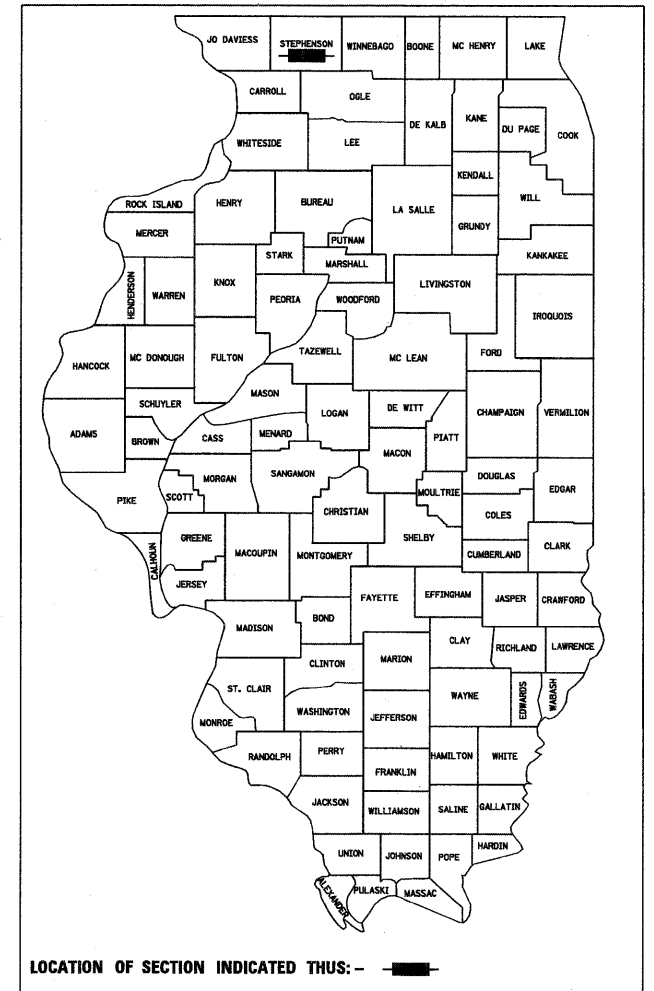 JO DAVIESS
STEPHENSON
WINNEBAGO
BOONE
MC HENRY
LAKE
CARROLL
OGLE
DE KALB
KANE
DU PAGE
COOK
WHITESIDE
LEE
KENDALL
WILL
ROCK ISLAND
HENRY
BUREAU
LA SALLE
GRUNDY
MERCER
PUTNAM
STARK
MARSHALL
KANKAKEE
HENDERSON
WARREN
KNOX
PEORIA
WOODFORD
LIVINGSTON
IROQUOIS
HANCOCK
MC DONOUGH
FULTON
TAZEWELL
MC LEAN
FORD
SCHUYLER
MASON
LOGAN
DE WITT
CHAMPAIGN
VERMILION
ADAMS
BROWN
CASS
MENARD
MACON
PIATT
PIKE
SCOTT
MORGAN
SANGAMON
CHRISTIAN
MOULTRIE
DOUGLAS
EDGAR
COLES
GREENE
MACOUPIN
MONTGOMERY
SHELBY
CUMBERLAND
CLARK
CALHOUN
JERSEY
FAYETTE
EFFINGHAM
JASPER
CRAWFORD
MADISON
BOND
CLAY
RICHLAND
LAWRENCE
CLINTON
MARION
ST. CLAIR
WAYNE
EDWARDS
WABASH
MONROE
WASHINGTON
JEFFERSON
RANDOLPH
PERRY
HAMILTON
WHITE
FRANKLIN
JACKSON
WILLIAMSON
SALINE
GALLATIN
UNION
JOHNSON
POPE
HARDIN
ALEXANDER
PULASKI
MASSAC
LOCATION OF SECTION INDICATED THUS: –